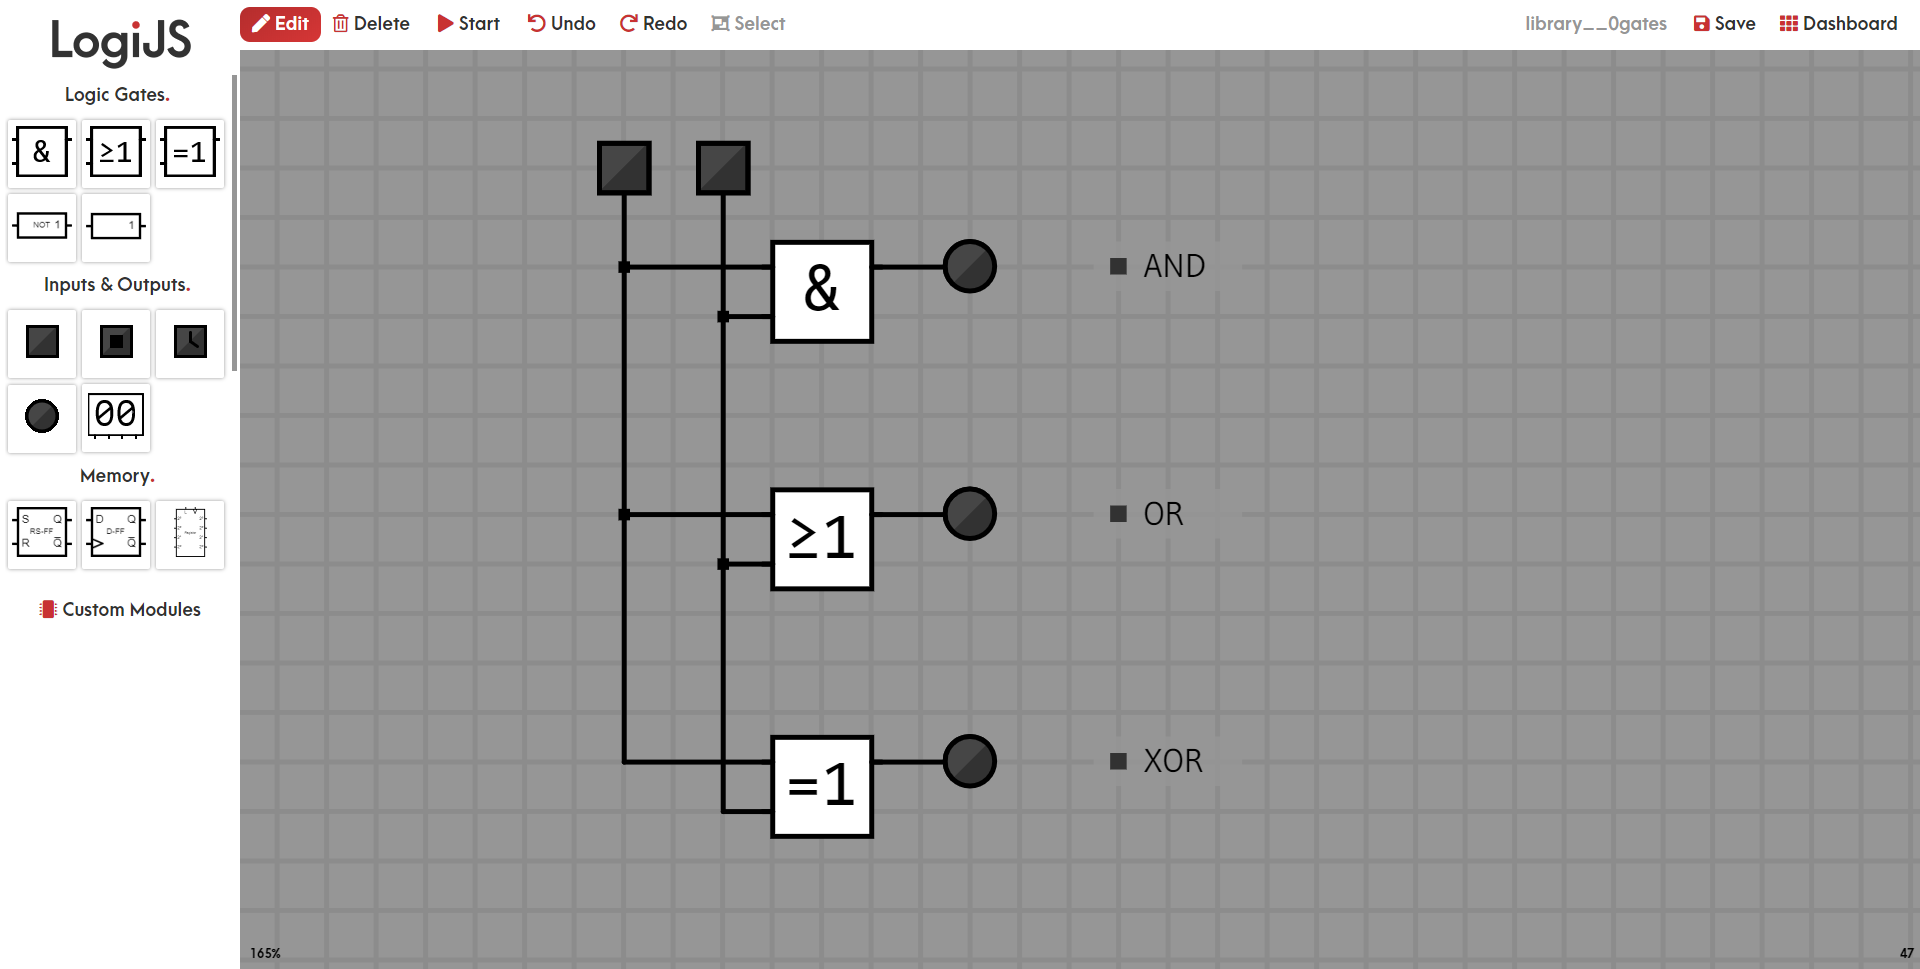 LogiJS
Edit Delete Start Undo Redo Select library__0gates Save Dashboard
Logic Gates.
& ≥1 =1
NOT 1 1
Inputs & Outputs.
00
Memory.
S Q RS-FF R Q̅
D Q D-FF Q̅
Custom Modules
& AND
≥1 OR
=1 XOR
165% 47